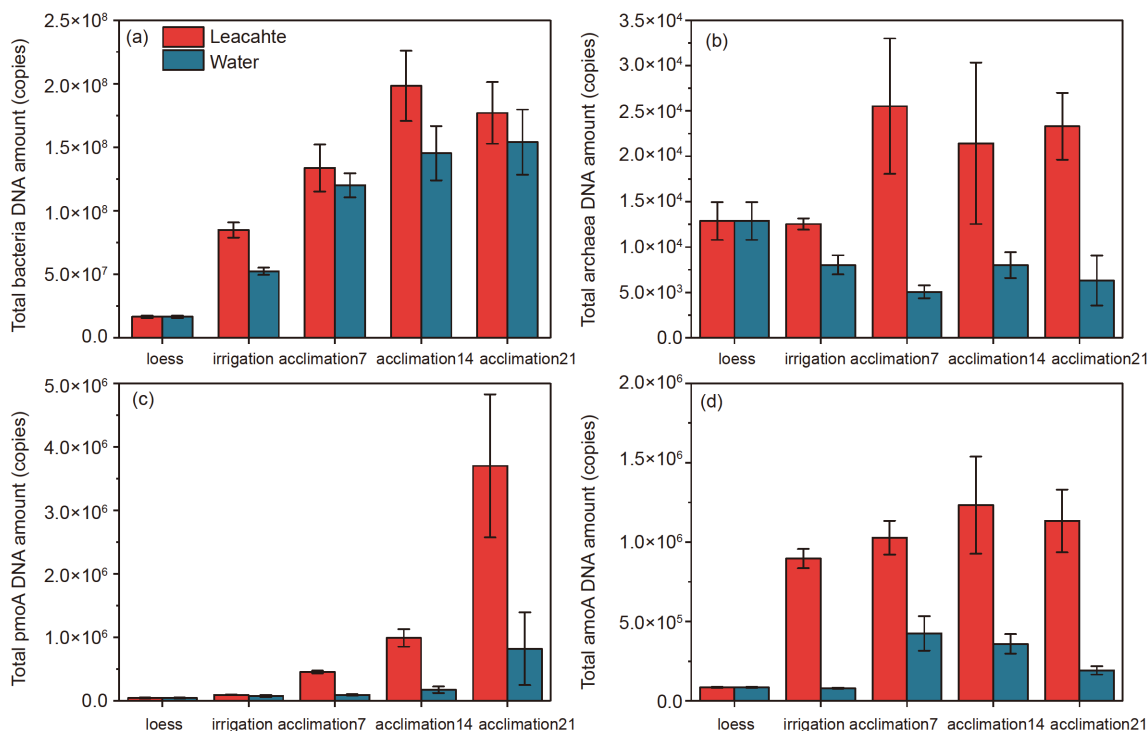 (a)
Leacahte
Water
Total bacteria DNA amount (copies)
2.5×10⁸
2.0×10⁸
1.5×10⁸
1.0×10⁸
5.0×10⁷
0.0
loess irrigation acclimation7 acclimation14 acclimation21
(b)
Total archaea DNA amount (copies)
3.5×10⁴
3.0×10⁴
2.5×10⁴
2.0×10⁴
1.5×10⁴
1.0×10⁴
5.0×10³
0.0
loess irrigation acclimation7 acclimation14 acclimation21
(c)
Total pmoA DNA amount (copies)
5.0×10⁶
4.0×10⁶
3.0×10⁶
2.0×10⁶
1.0×10⁶
0.0
loess irrigation acclimation7 acclimation14 acclimation21
(d)
Total amoA DNA amount (copies)
2.0×10⁶
1.5×10⁶
1.0×10⁶
5.0×10⁵
0.0
loess irrigation acclimation7 acclimation14 acclimation21